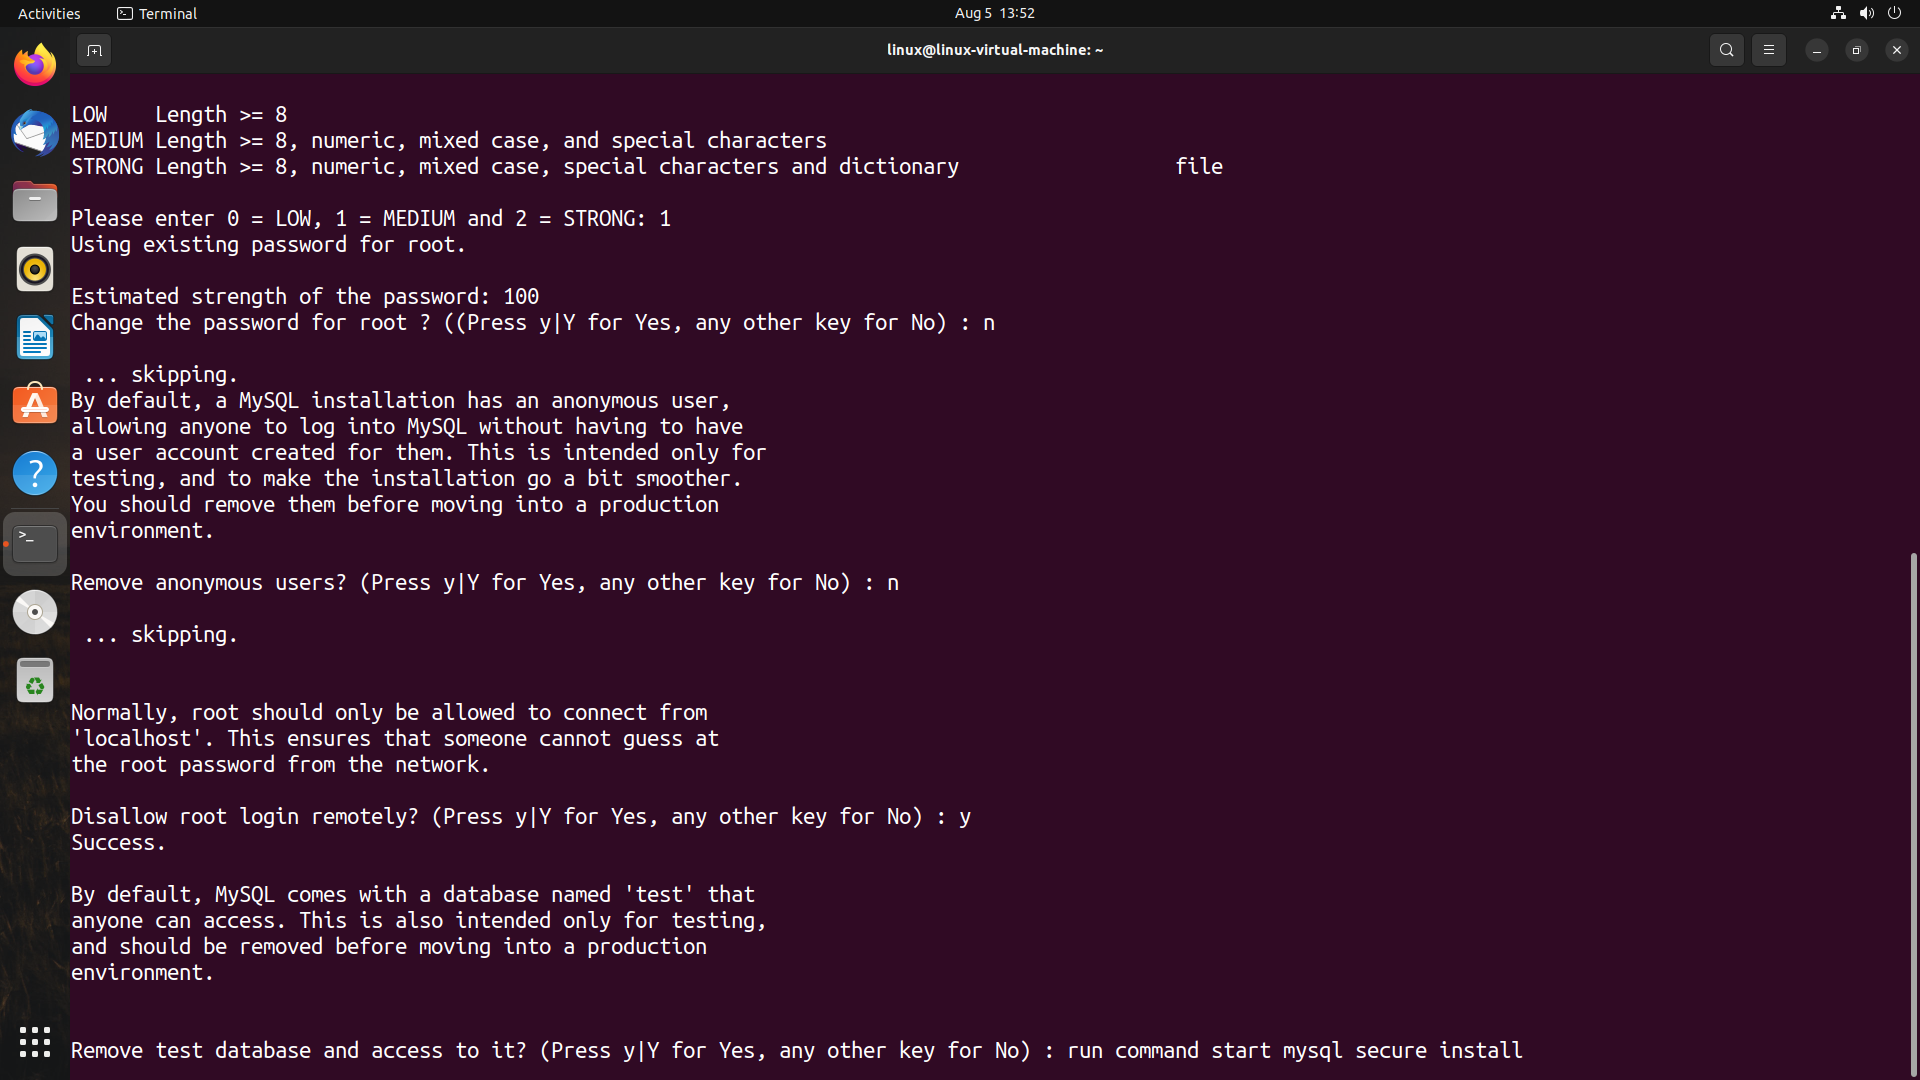 Activities Terminal Aug 5 13:52
linux@linux-virtual-machine: ~
LOW    Length >= 8
MEDIUM Length >= 8, numeric, mixed case, and special characters
STRONG Length >= 8, numeric, mixed case, special characters and dictionary                  file
Please enter 0 = LOW, 1 = MEDIUM and 2 = STRONG: 1
Using existing password for root.
Estimated strength of the password: 100
Change the password for root ? ((Press y|Y for Yes, any other key for No) : n
 ... skipping.
By default, a MySQL installation has an anonymous user,
allowing anyone to log into MySQL without having to have
a user account created for them. This is intended only for
testing, and to make the installation go a bit smoother.
You should remove them before moving into a production
environment.
Remove anonymous users? (Press y|Y for Yes, any other key for No) : n
 ... skipping.
Normally, root should only be allowed to connect from
'localhost'. This ensures that someone cannot guess at
the root password from the network.
Disallow root login remotely? (Press y|Y for Yes, any other key for No) : y
Success.
By default, MySQL comes with a database named 'test' that
anyone can access. This is also intended only for testing,
and should be removed before moving into a production
environment.
Remove test database and access to it? (Press y|Y for Yes, any other key for No) : run command start mysql secure install